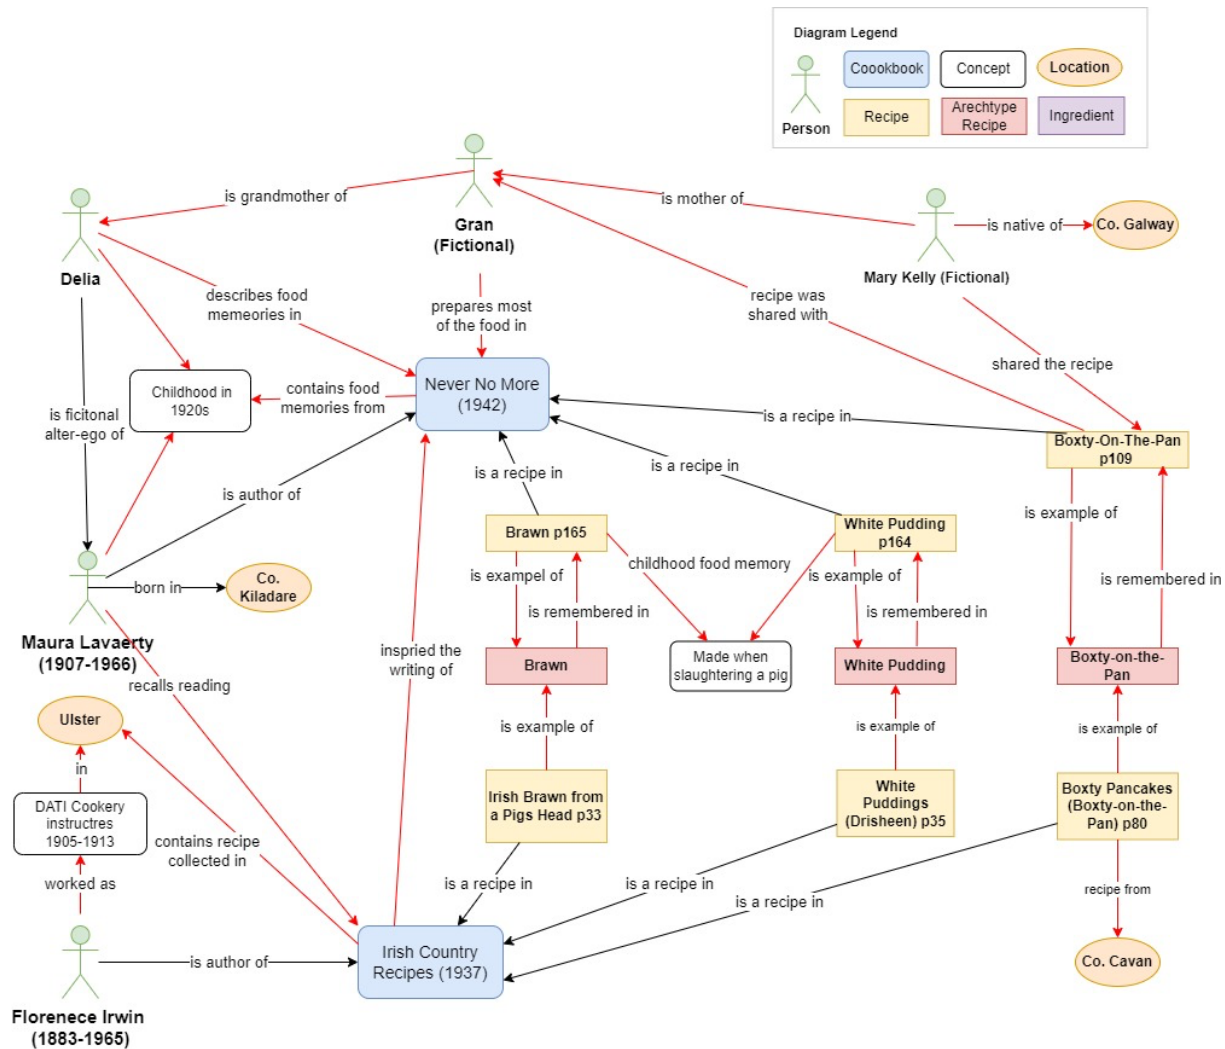 Diagram Legend
Coookbook
Concept
Location
Person
Recipe
Arechtype
Recipe
Ingredient
is grandmother of
Gran
(Fictional)
is mother of
is native of
Co. Galway
Delia
Mary Kelly (Fictional)
describes food
memeories in
prepares most
of the food in
recipe was
shared with
shared the recipe
Childhood in
1920s
contains food
memories from
Never No More
(1942)
is ficitonal
alter-ego of
is a recipe in
Boxty-On-The-Pan
p109
is author of
is a recipe in
is a recipe in
Brawn p165
White Pudding
p164
is example of
born in
Co.
Kiladare
is exampel of
childhood food memory
is example of
is remembered in
is remembered in
is remembered in
Maura Lavaerty
(1907-1966)
inspried the
writing of
Brawn
Made when
slaughtering a pig
White Pudding
Boxty-on-the-
Pan
recalls reading
Ulster
is example of
is example of
is example of
in
DATI Cookery
instructres
1905-1913
Irish Brawn from
a Pigs Head p33
White
Puddings
(Drisheen) p35
Boxty Pancakes
(Boxty-on-the-
Pan) p80
contains recipe
collected in
worked as
is a recipe in
is a recipe in
is a recipe in
recipe from
is author of
Irish Country
Recipes (1937)
Co. Cavan
Florenece Irwin
(1883-1965)